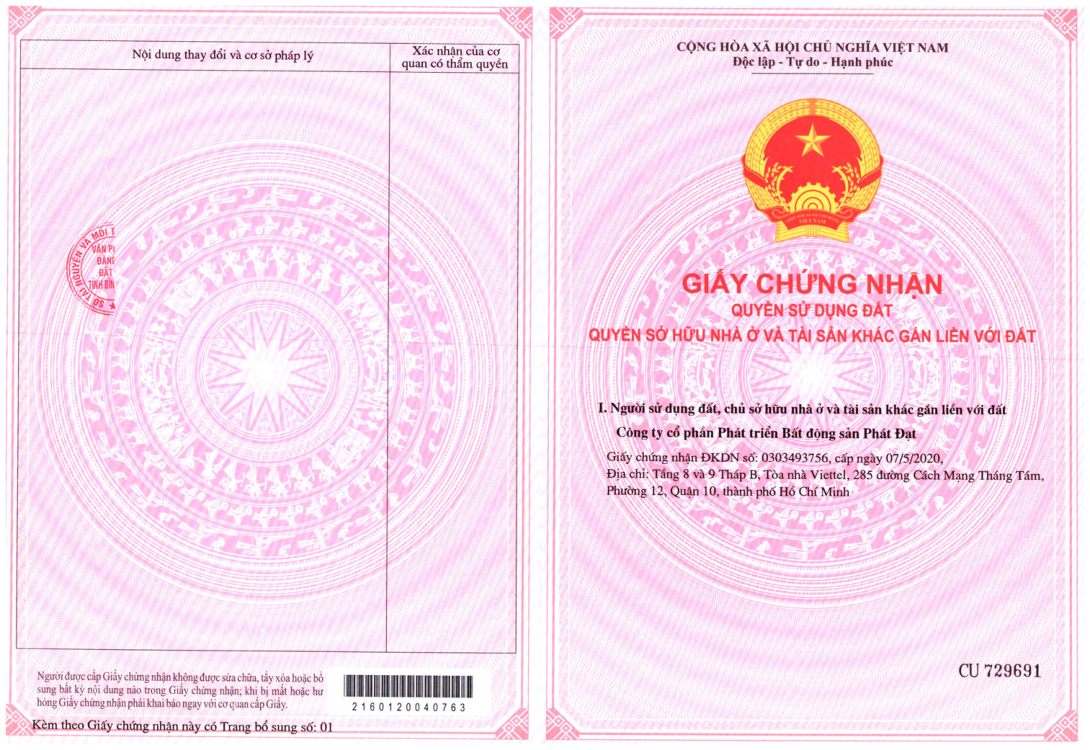 Nội dung thay đổi và cơ sở pháp lý
Xác nhận của cơ
quan có thẩm quyền
SỞ TÀI NGUYÊN VÀ MÔI T
VĂN P
ĐĂN
ĐẤT
TỈNH BÌN
Người được cấp Giấy chứng nhận không được sửa chữa, tẩy xóa hoặc bổ
sung bất kỳ nội dung nào trong Giấy chứng nhận; khi bị mất hoặc hư
hỏng Giấy chứng nhận phải khai báo ngay với cơ quan cấp Giấy.
2160120040763
Kèm theo Giấy chứng nhận này có Trang bổ sung số: 01
CỘNG HÒA XÃ HỘI CHỦ NGHĨA VIỆT NAM
Độc lập - Tự do - Hạnh phúc
VIỆT NAM
GIẤY CHỨNG NHẬN
QUYỀN SỬ DỤNG ĐẤT
QUYỀN SỞ HỮU NHÀ Ở VÀ TÀI SẢN KHÁC GẮN LIỀN VỚI ĐẤT
I. Người sử dụng đất, chủ sở hữu nhà ở và tài sản khác gắn liền với đất
Công ty cổ phần Phát triển Bất động sản Phát Đạt
Giấy chứng nhận ĐKDN số: 0303493756, cấp ngày 07/5/2020,
Địa chỉ: Tầng 8 và 9 Tháp B, Tòa nhà Viettel, 285 đường Cách Mạng Tháng Tám,
Phường 12, Quận 10, thành phố Hồ Chí Minh
CU 729691